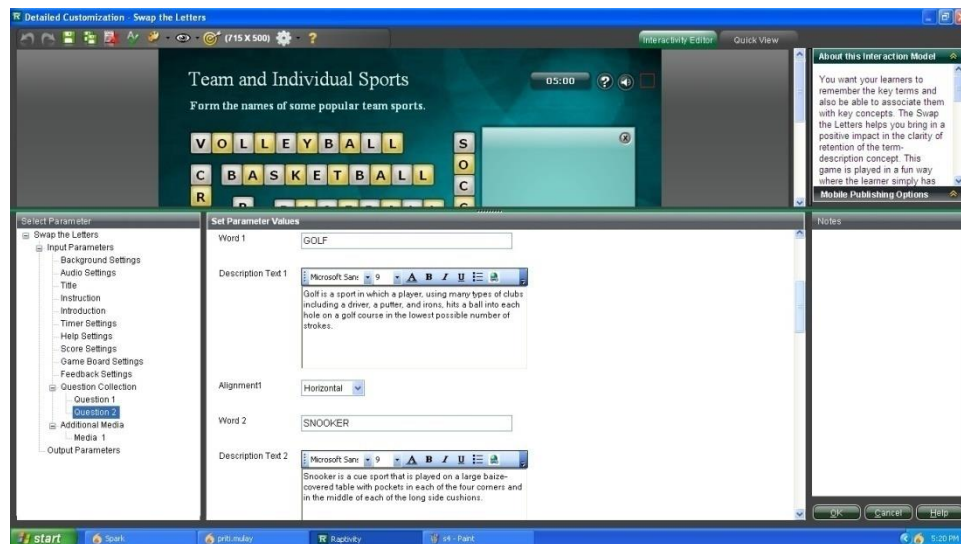 Detailed Customization - Swap the Letters
(715 X 500)
Interactivity Editor
Quick View
Team and Individual Sports
05:00
Form the names of some popular team sports.
VOLLEYBALL
S
O
C
C BASKETBALL
R
About this Interaction Model
You want your learners to
remember the key terms and
also be able to associate them
with key concepts. The Swap
the Letters helps you bring in a
positive impact in the clarity of
retention of the term-
description concept. This
game is played in a fun way
where the learner simply has
Mobile Publishing Options
Select Parameter
Swap the Letters
Input Parameters
Background Settings
Audio Settings
Title
Instruction
Introduction
Timer Settings
Help Settings
Score Settings
Game Board Settings
Feedback Settings
Question Collection
Question 1
Question 2
Additional Media
Media 1
Output Parameters
Set Parameter Values
Word 1
GOLF
Description Text 1
Microsoft Sans 9 A B I U
Golf is a sport in which a player, using many types of clubs
including a driver, a putter, and irons, hits a ball into each
hole on a golf course in the lowest possible number of
strokes.
Alignment1
Horizontal
Word 2
SNOOKER
Description Text 2
Microsoft Sans 9 A B I U
Snooker is a cue sport that is played on a large baize-
covered table with pockets in each of the four corners and
in the middle of each of the long side cushions.
Notes
OK
Cancel
Help
start
Spark
priti.mulay
Raptivity
s4 - Paint
5:20 PM